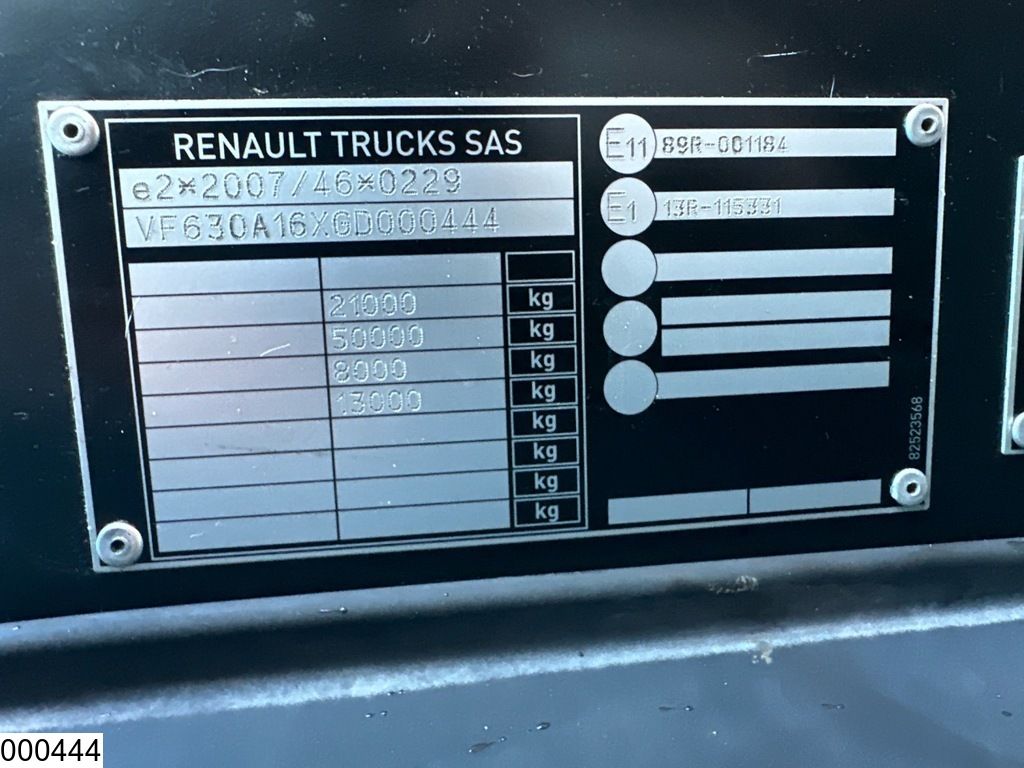 RENAULT TRUCKS SAS
e2*2007/46*0229
VF630A16XGD000444
21000 kg
50000 kg
8000 kg
13000 kg
kg
kg
kg
kg
E11 89R-001184
E1 13R-115331
82523568
000444